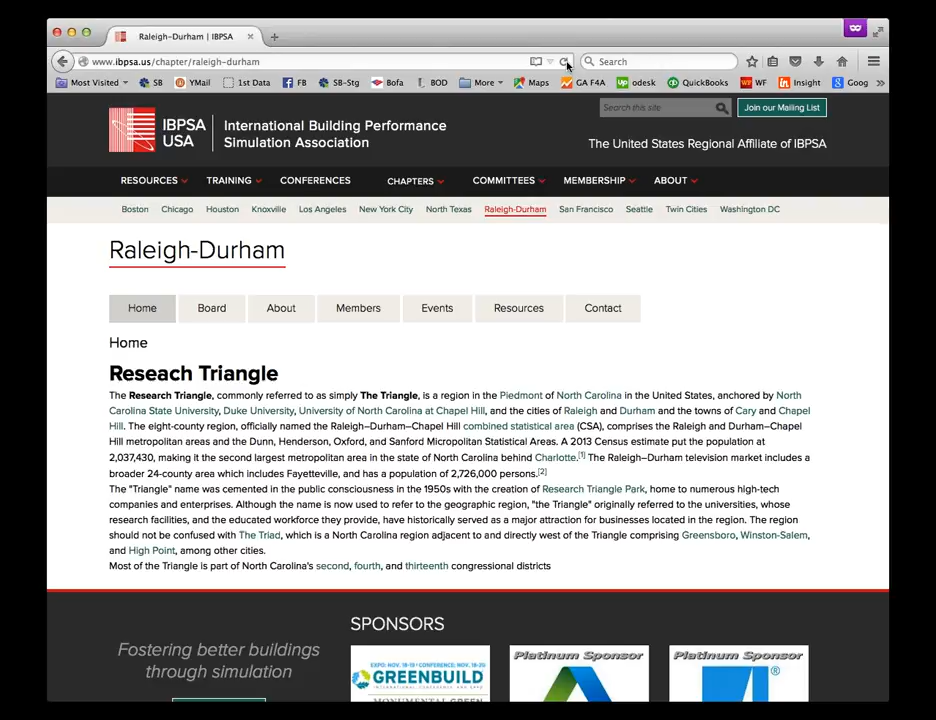 Raleigh-Durham | IBPSA
www.ibpsa.us/chapter/raleigh-durham
Search
Most Visited SB YMail 1st Data FB SB-Stg Bofa BOD More Maps GA F4A odesk QuickBooks WF Insight Goog
IBPSA USA
International Building Performance
Simulation Association
Search this site
Join our Mailing List
The United States Regional Affiliate of IBPSA
RESOURCES TRAINING CONFERENCES CHAPTERS COMMITTEES MEMBERSHIP ABOUT
Boston Chicago Houston Knoxville Los Angeles New York City North Texas Raleigh-Durham San Francisco Seattle Twin Cities Washington DC
Raleigh-Durham
Home Board About Members Events Resources Contact
Home
Reseach Triangle
The Research Triangle, commonly referred to as simply The Triangle, is a region in the Piedmont of North Carolina in the United States, anchored by North
Carolina State University, Duke University, University of North Carolina at Chapel Hill, and the cities of Raleigh and Durham and the towns of Cary and Chapel
Hill. The eight-county region, officially named the Raleigh–Durham–Chapel Hill combined statistical area (CSA), comprises the Raleigh and Durham–Chapel
Hill metropolitan areas and the Dunn, Henderson, Oxford, and Sanford Micropolitan Statistical Areas. A 2013 Census estimate put the population at
2,037,430, making it the second largest metropolitan area in the state of North Carolina behind Charlotte.[1] The Raleigh–Durham television market includes a
broader 24-county area which includes Fayetteville, and has a population of 2,726,000 persons.[2]
The "Triangle" name was cemented in the public consciousness in the 1950s with the creation of Research Triangle Park, home to numerous high-tech
companies and enterprises. Although the name is now used to refer to the geographic region, "the Triangle" originally referred to the universities, whose
research facilities, and the educated workforce they provide, have historically served as a major attraction for businesses located in the region. The region
should not be confused with The Triad, which is a North Carolina region adjacent to and directly west of the Triangle comprising Greensboro, Winston-Salem,
and High Point, among other cities.
Most of the Triangle is part of North Carolina's second, fourth, and thirteenth congressional districts
Fostering better buildings
through simulation
SPONSORS
EXPO: NOV. 18-19 | CONFERENCE: NOV. 18-20
GREENBUILD
INTERNATIONAL CONFERENCE AND EXPO
MONUMENTAL GREEN
Platinum Sponsor
Platinum Sponsor